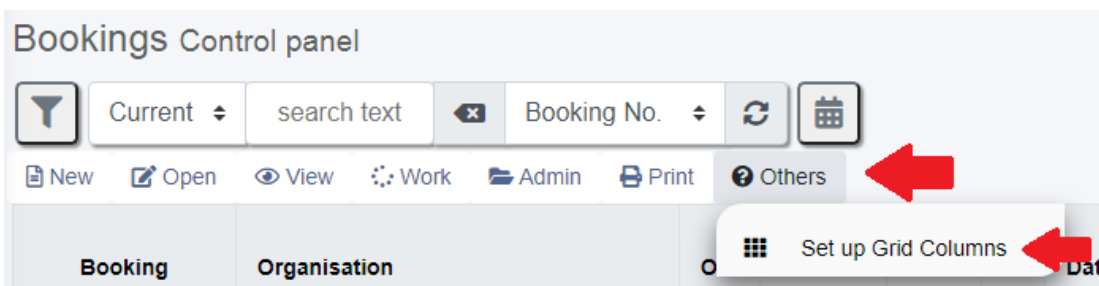 Bookings Control panel
Current search text Booking No.
New Open View Work Admin Print Others
Set up Grid Columns
Booking Organisation